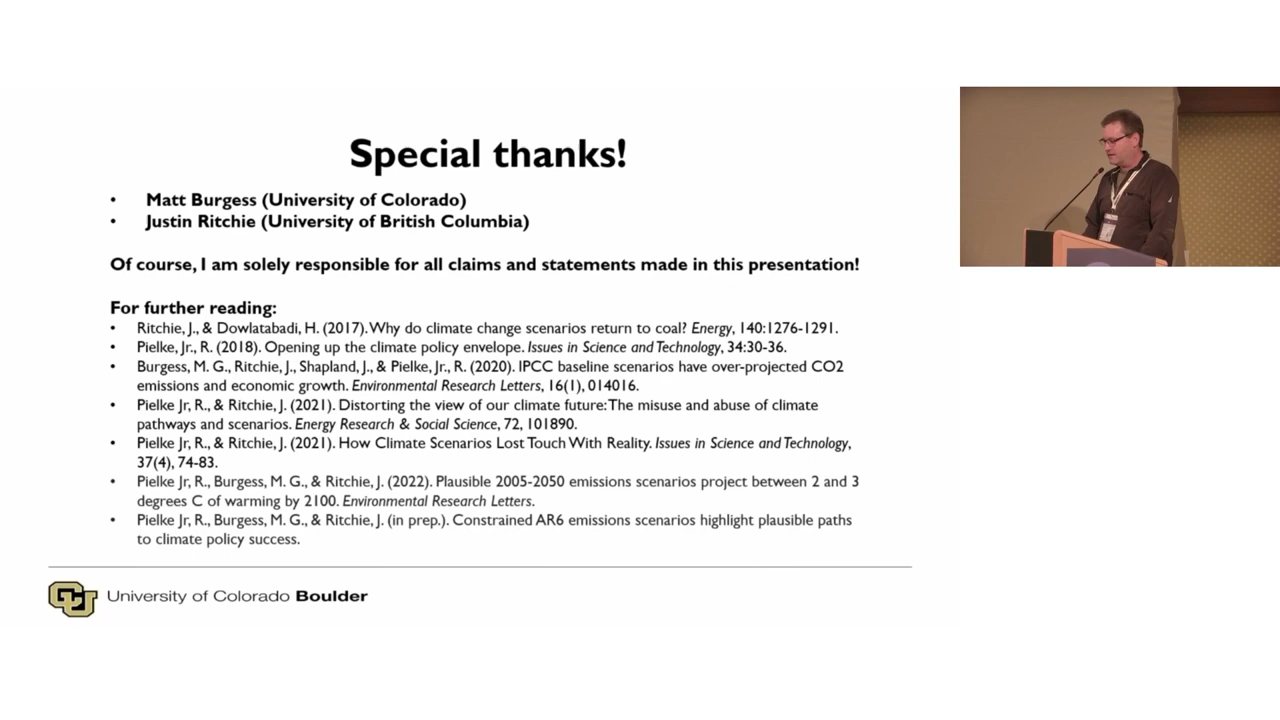 Special thanks!
• Matt Burgess (University of Colorado)
• Justin Ritchie (University of British Columbia)
Of course, I am solely responsible for all claims and statements made in this presentation!
For further reading:
• Ritchie, J., & Dowlatabadi, H. (2017). Why do climate change scenarios return to coal? Energy, 140:1276-1291.
• Pielke, Jr., R. (2018). Opening up the climate policy envelope. Issues in Science and Technology, 34:30-36.
• Burgess, M. G., Ritchie, J., Shapland, J., & Pielke, Jr., R. (2020). IPCC baseline scenarios have over-projected CO2
emissions and economic growth. Environmental Research Letters, 16(1), 014016.
• Pielke Jr, R., & Ritchie, J. (2021). Distorting the view of our climate future: The misuse and abuse of climate
pathways and scenarios. Energy Research & Social Science, 72, 101890.
• Pielke Jr, R., & Ritchie, J. (2021). How Climate Scenarios Lost Touch With Reality. Issues in Science and Technology,
37(4), 74-83.
• Pielke Jr, R., Burgess, M. G., & Ritchie, J. (2022). Plausible 2005-2050 emissions scenarios project between 2 and 3
degrees C of warming by 2100. Environmental Research Letters.
• Pielke Jr, R., Burgess, M. G., & Ritchie, J. (in prep.). Constrained AR6 emissions scenarios highlight plausible paths
to climate policy success.
CU University of Colorado Boulder